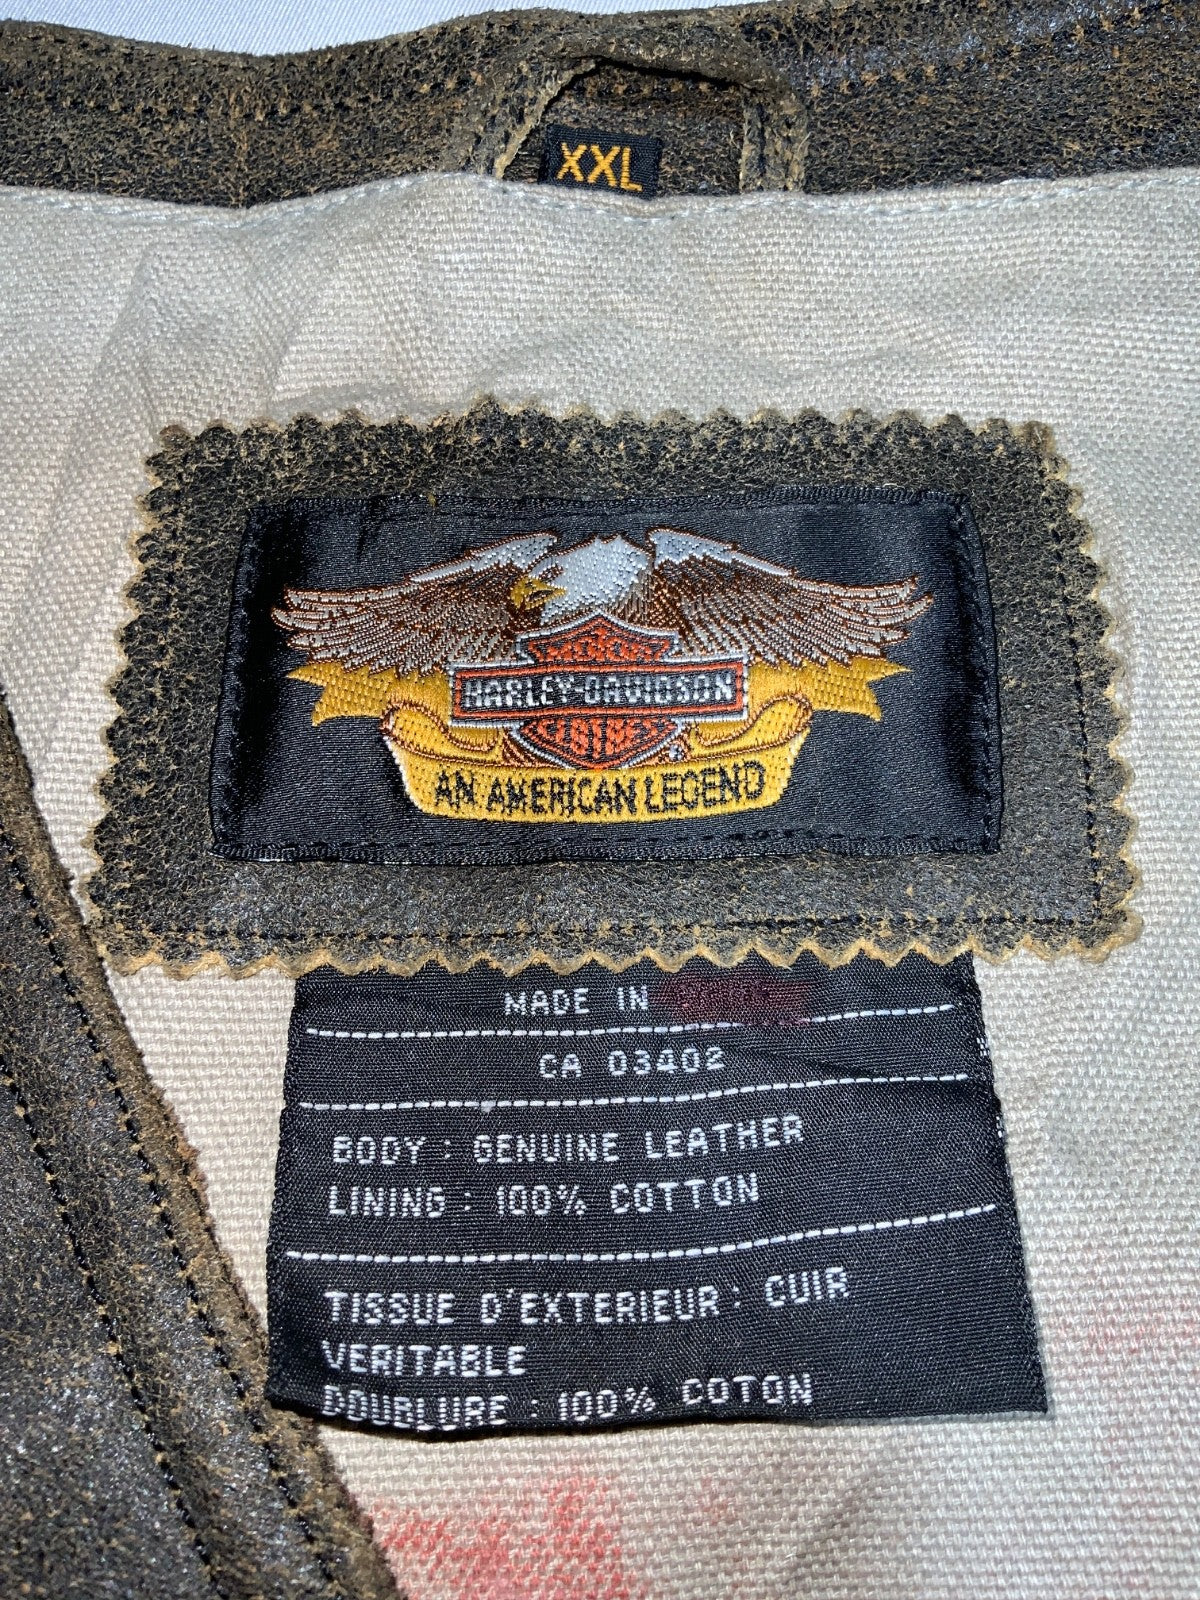 XXL
HARLEY-DAVIDSON
AN AMERICAN LEGEND
MADE IN
CA 03402
BODY : GENUINE LEATHER
LINING : 100% COTTON
TISSUE D'EXTERIEUR : CUIR
VERITABLE
DOUBLURE : 100% COTON